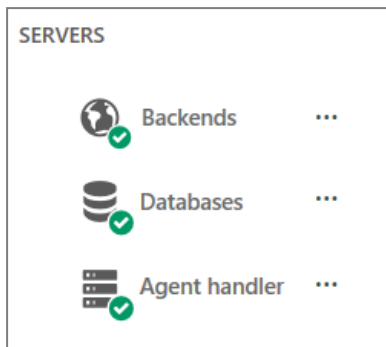 SERVERS
Backends ...
Databases ...
Agent handler ...